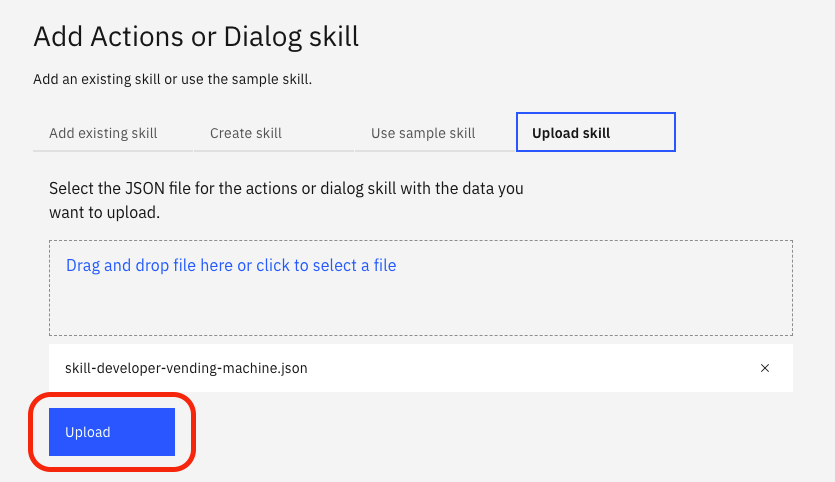 Add Actions or Dialog skill
Add an existing skill or use the sample skill.
Add existing skill
Create skill
Use sample skill
Upload skill
Select the JSON file for the actions or dialog skill with the data you
want to upload.
Drag and drop file here or click to select a file
skill-developer-vending-machine.json
Upload